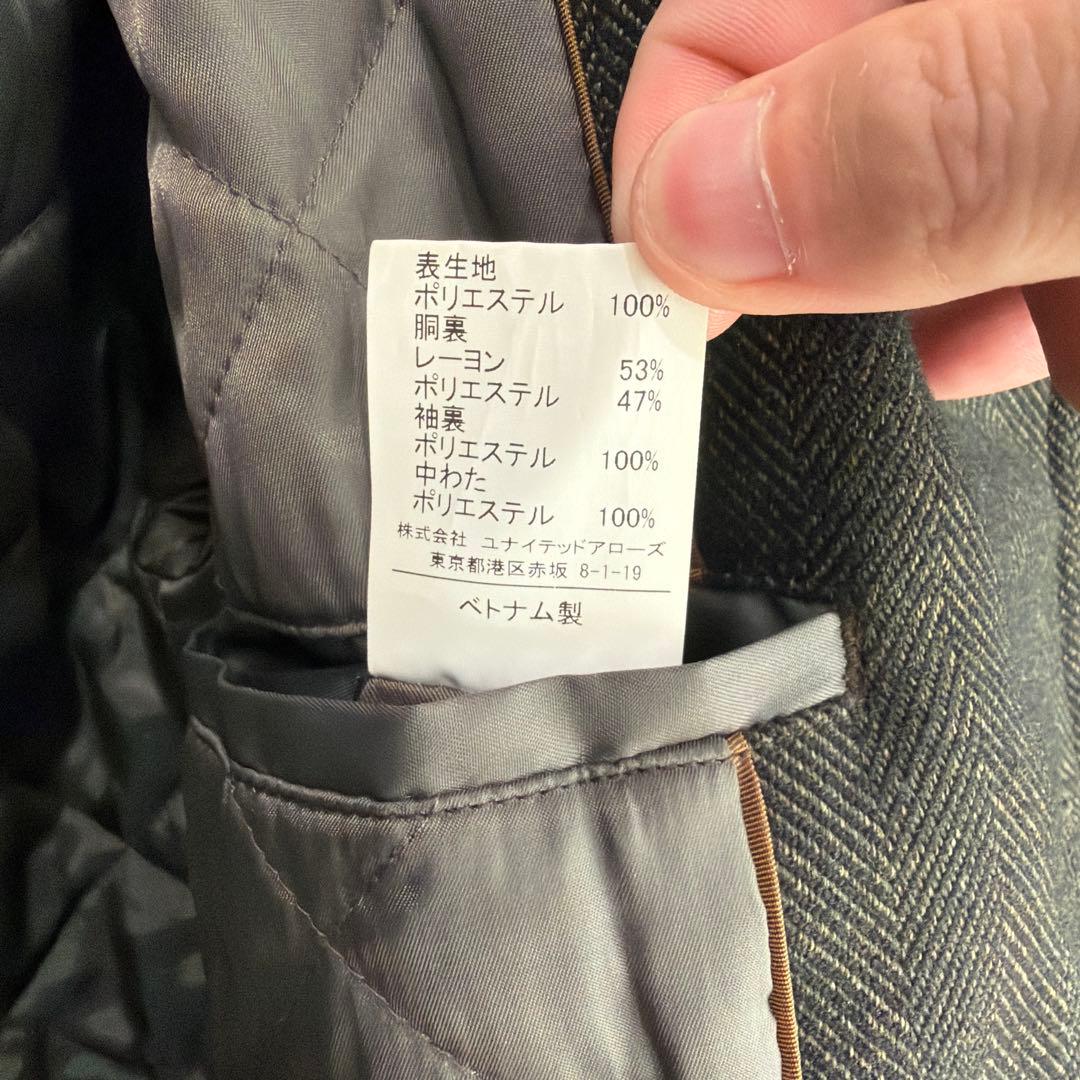 表生地
ポリエステル 100%
胴裏
レーヨン 53%
ポリエステル 47%
袖裏
ポリエステル 100%
中わた
ポリエステル 100%
株式会社 ユナイテッドアローズ
東京都港区赤坂 8-1-19
ベトナム製